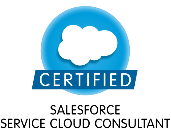 CERTIFIED
SALESFORCE
SERVICE CLOUD CONSULTANT